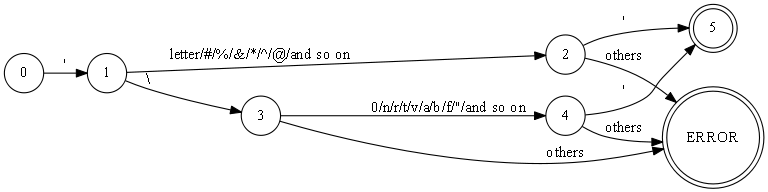 '
5
letter/#/%/&/*/^/@/and so on
2
others
'
0
1
\
'
0/n/r/t/v/a/b/f/"/and so on
3
4
others
ERROR
others